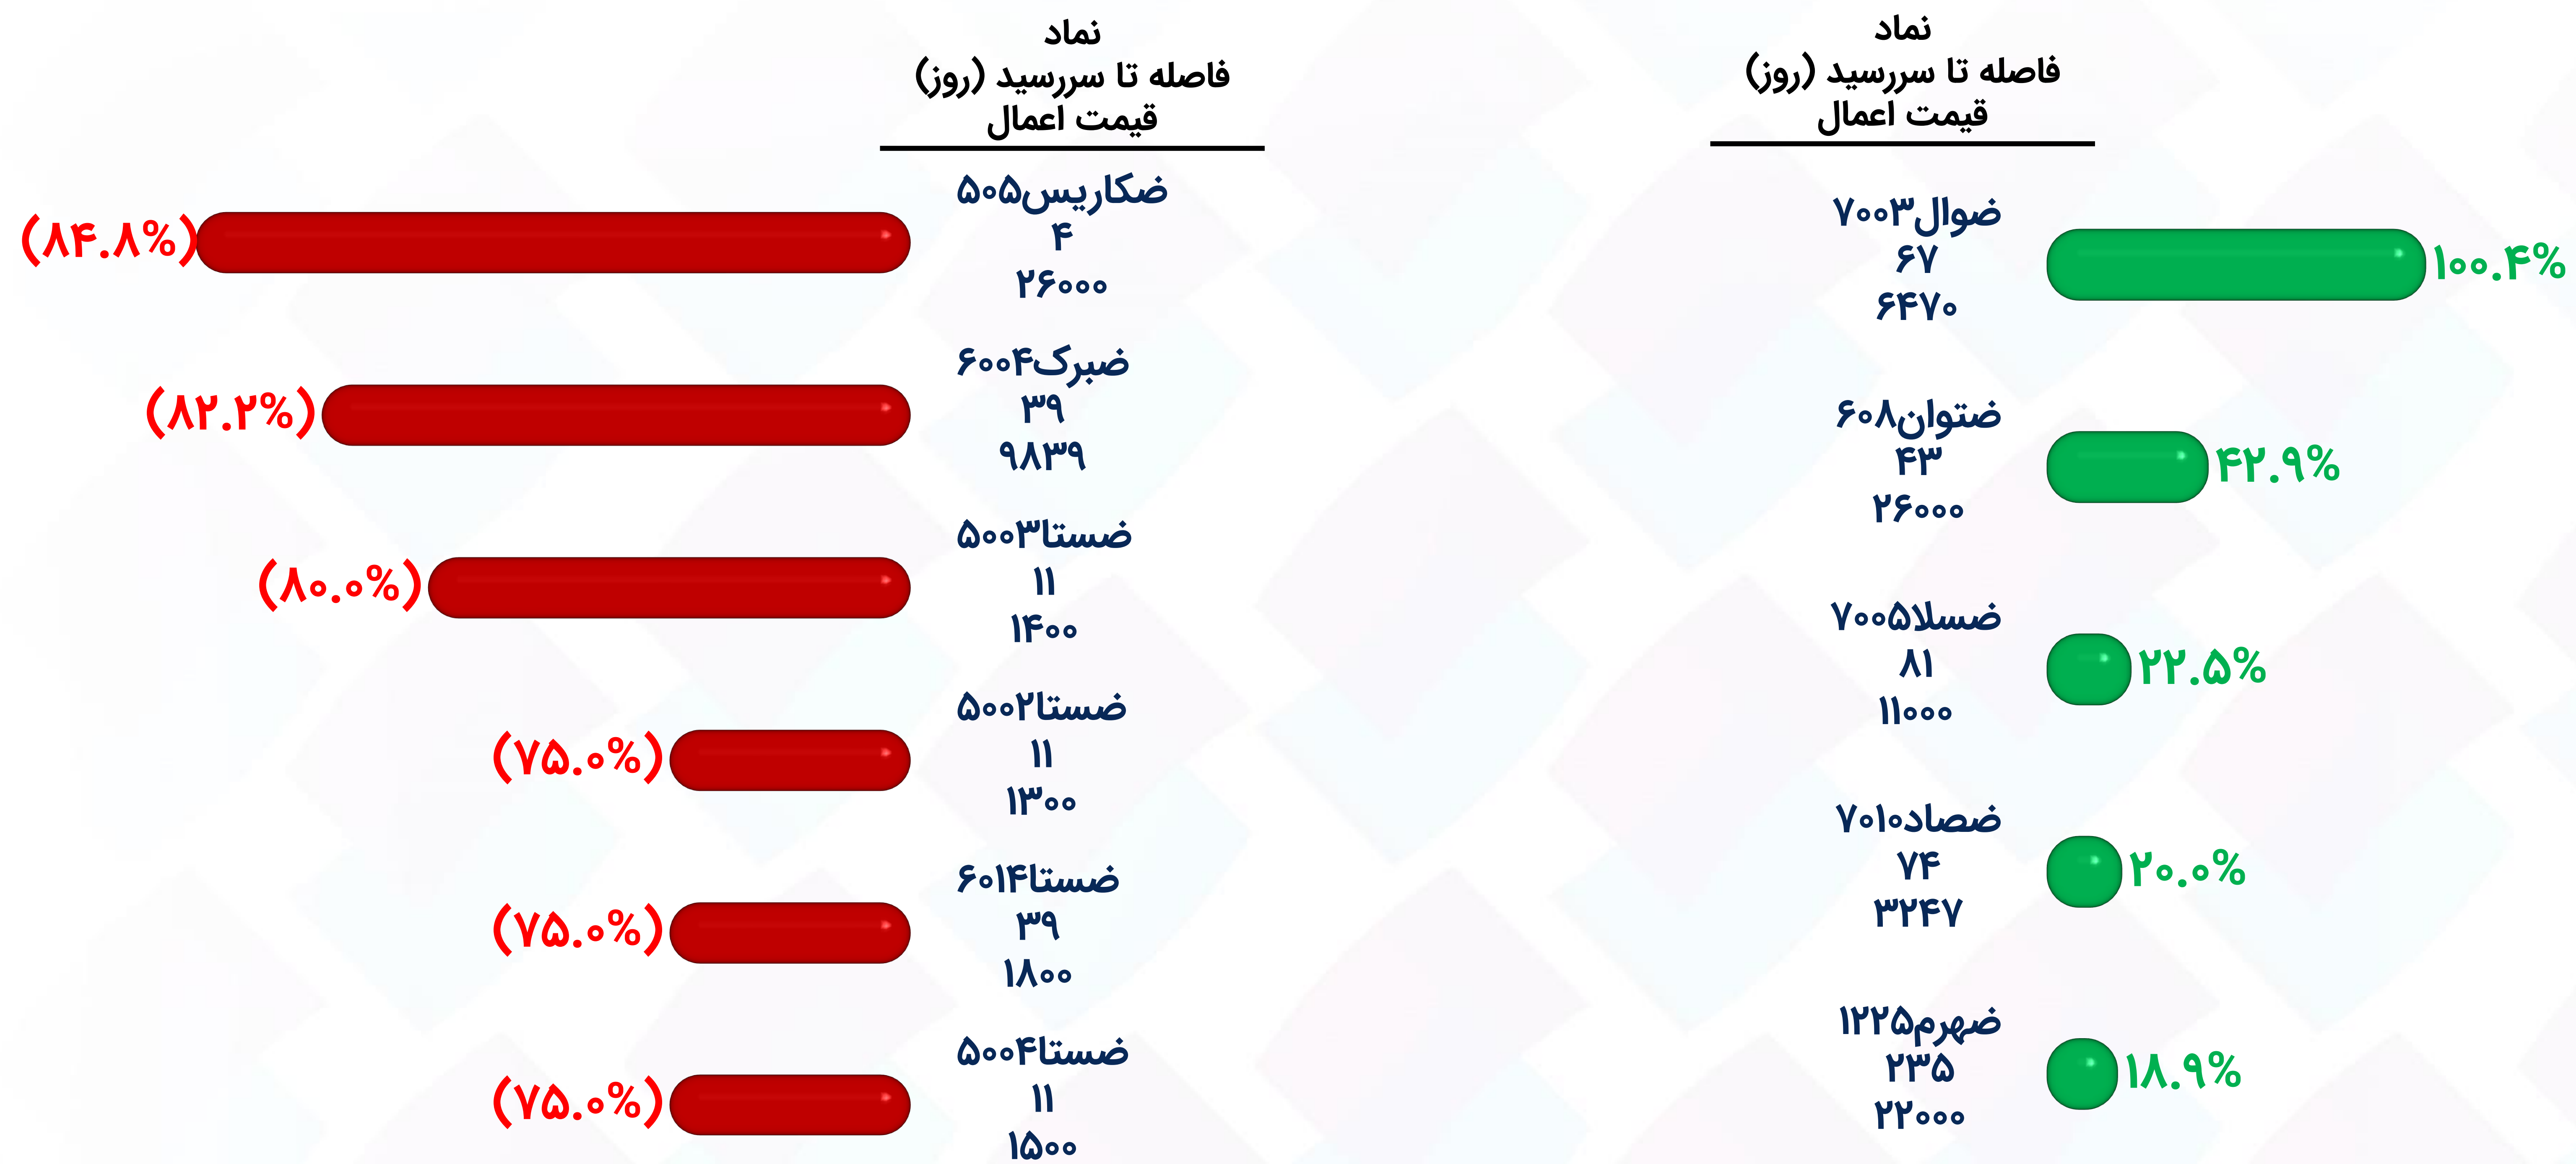 نماد
فاصله تا سررسید (روز)
قیمت اعمال
ضوال۷۰۰۳
۶۷
۶۴۷۰
۱۰۰.۴%
ضتوان۶۰۸
۴۳
۲۶۰۰۰
۴۲.۹%
ضسلا۷۰۰۵
۸۱
۱۱۰۰۰
۲۲.۵%
ضصاد۷۰۱۰
۷۴
۳۲۴۷
۲۰.۰%
ضهرم۱۲۲۵
۲۳۵
۲۲۰۰۰
۱۸.۹%
نماد
فاصله تا سررسید (روز)
قیمت اعمال
ضکاریس۵۰۵
۴
۲۶۰۰۰
(۸۴.۸%)
ضبرک۶۰۰۴
۳۹
۹۸۳۹
(۸۲.۲%)
ضستا۵۰۰۳
۱۱
۱۴۰۰
(۸۰.۰%)
ضستا۵۰۰۲
۱۱
۱۳۰۰
(۷۵.۰%)
ضستا۶۰۱۴
۳۹
۱۸۰۰
(۷۵.۰%)
ضستا۵۰۰۴
۱۱
۱۵۰۰
(۷۵.۰%)